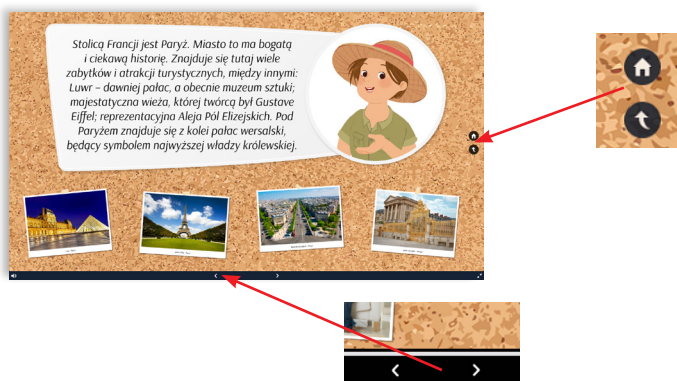 Stolicą Francji jest Paryż. Miasto to ma bogatą
i ciekawą historię. Znajduje się tutaj wiele
zabytków i atrakcji turystycznych, między innymi:
Luwr – dawniej pałac, a obecnie muzeum sztuki;
majestatyczna wieża, której twórcą był Gustave
Eiffel; reprezentacyjna Aleja Pól Elizejskich. Pod
Paryżem znajduje się z kolei pałac wersalski,
będący symbolem najwyższej władzy królewskiej.